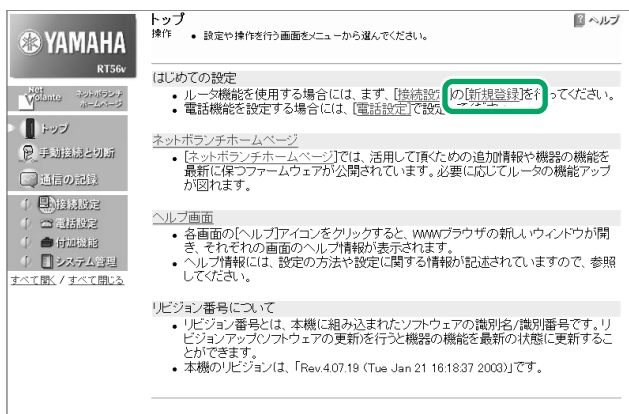 YAMAHA
RT56v
Net Volante ネットボランチ
ホームページ
トップ
手動接続と切断
通信の記録
接続設定
電話設定
付加機能
システム管理
すべて開く / すべて閉じる
トップ
ヘルプ
操作 • 設定や操作を行う画面をメニューから選んでください。
はじめての設定
• ルータ機能を使用する場合には、まず、[接続設 の[新規登録]を行ってください。
• 電話機能を設定する場合には、[電話設定]で設定
ネットボランチホームページ
• [ネットボランチホームページ]では、活用して頂くための追加情報や機器の機能を
最新に保つファームウェアが公開されています。必要に応じてルータの機能アップ
が図れます。
ヘルプ画面
• 各画面の[ヘルプ]アイコンをクリックすると、WWWブラウザの新しいウィンドウが開
き、それぞれの画面のヘルプ情報が表示されます。
• ヘルプ情報には、設定の方法や設定に関する情報が記述されていますので、参照
してください。
リビジョン番号について
• リビジョン番号とは、本機に組み込まれたソフトウェアの識別名/識別番号です。リ
ビジョンアップ(ソフトウェアの更新)を行うと機器の機能を最新の状態に更新するこ
とができます。
• 本機のリビジョンは、「Rev.4.07.19 (Tue Jan 21 16:18:37 2003)」です。